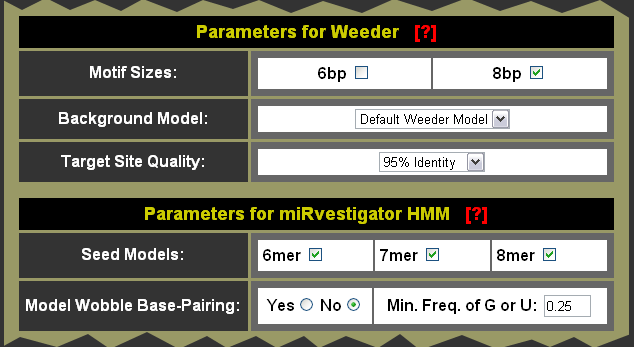 Parameters for Weeder [?]
Motif Sizes: 6bp 8bp
Background Model: Default Weeder Model
Target Site Quality: 95% Identity
Parameters for miRvestigator HMM [?]
Seed Models: 6mer 7mer 8mer
Model Wobble Base-Pairing: Yes No Min. Freq. of G or U: 0.25